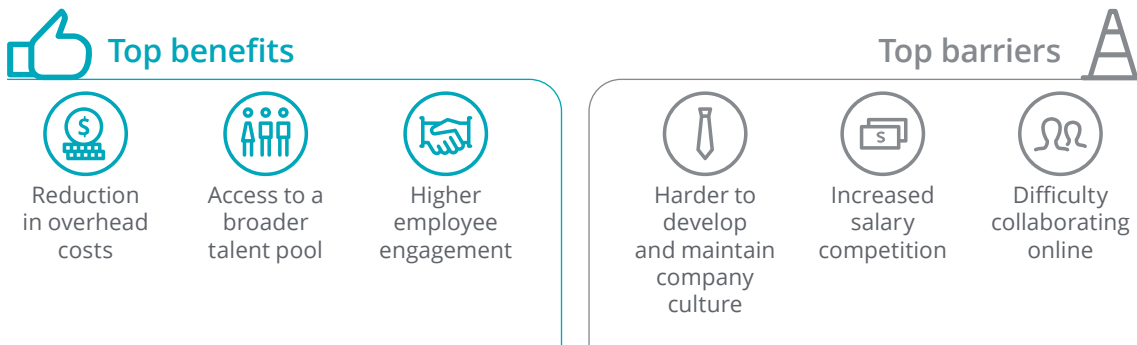 Top benefits
$
Reduction
in overhead
costs
Access to a
broader
talent pool
Higher
employee
engagement
Top barriers
Harder to
develop
and maintain
company
culture
S
Increased
salary
competition
Difficulty
collaborating
online